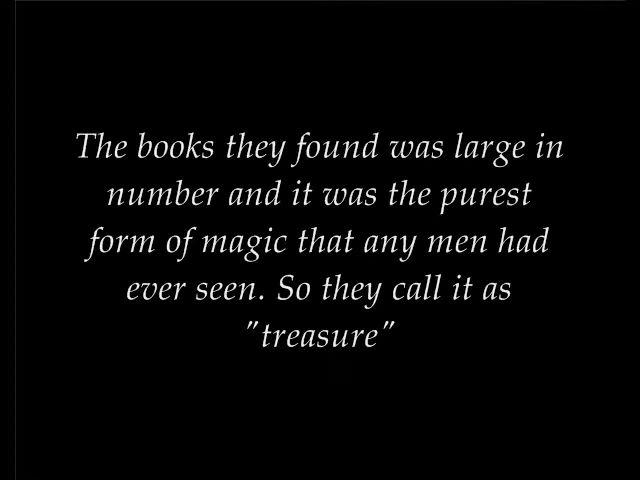 The books they found was large in
number and it was the purest
form of magic that any men had
ever seen. So they call it as
"treasure"